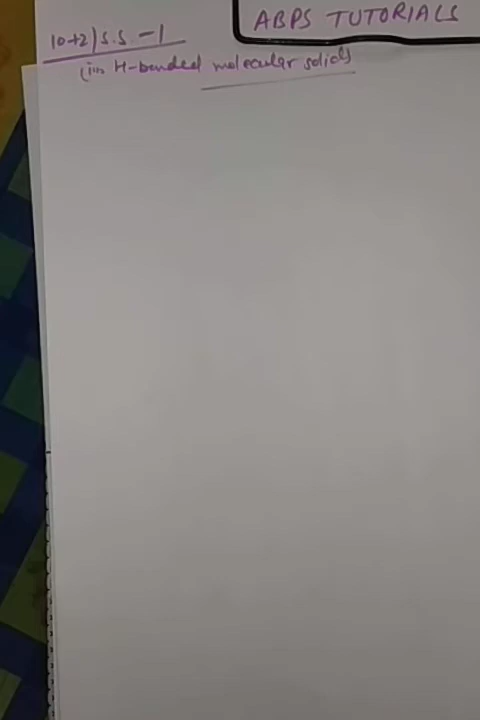 ABPS TUTORIALS
10+2) S.S. -1
(iii) H-bonded molecular solids